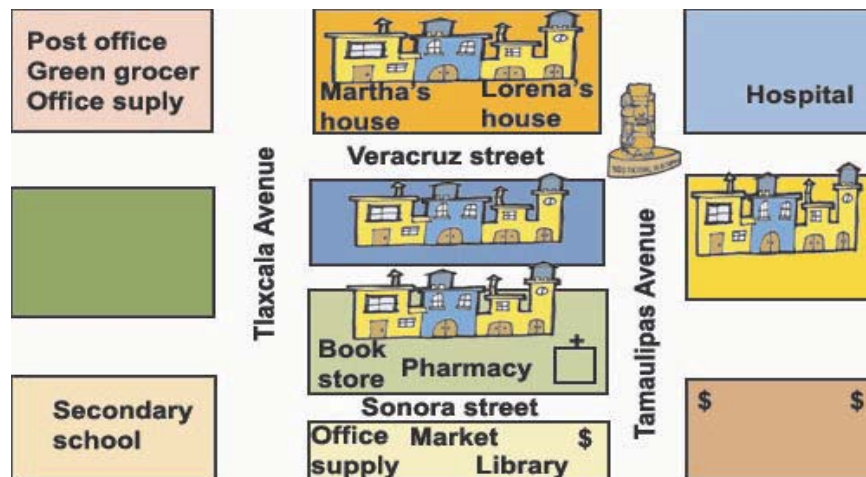 Post office
Green grocer
Office suply
Martha's
house
Lorena's
house
Hospital
Veracruz street
Tlaxcala Avenue
Tamaulipas Avenue
Book
store
Pharmacy
Sonora street
Secondary
school
Office
supply
Market
$
Library
$
$